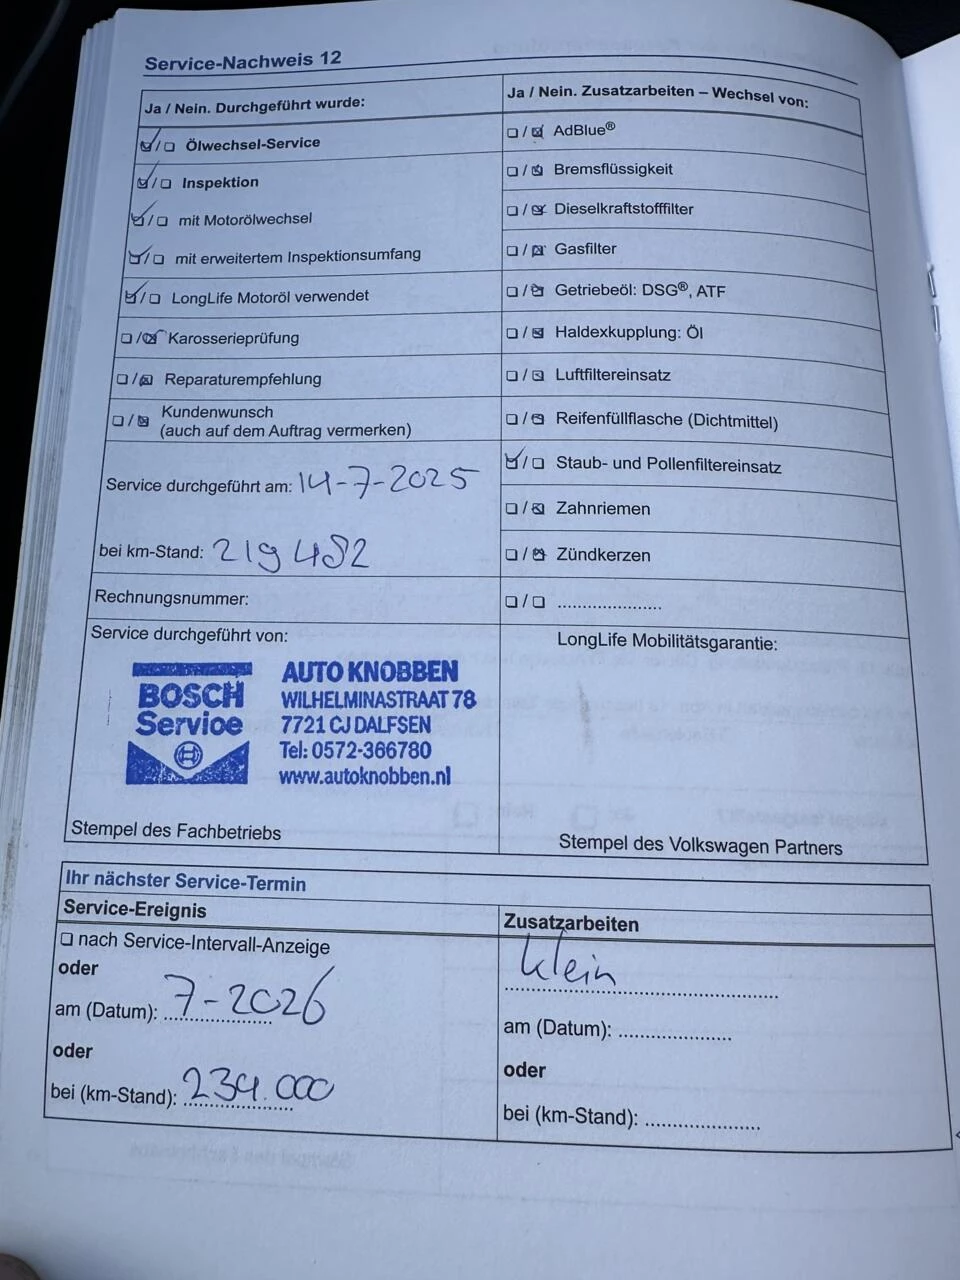 Service-Nachweis 12
Ja / Nein. Durchgeführt wurde:
☑/☐ Ölwechsel-Service
☑/☐ Inspektion
☑/☐ mit Motorölwechsel
☑/☐ mit erweitertem Inspektionsumfang
☑/☐ LongLife Motoröl verwendet
☐/☑ Karosserieprüfung
☐/☑ Reparaturempfehlung
☐/☑ Kundenwunsch
(auch auf dem Auftrag vermerken)
Service durchgeführt am: 14-7-2025
bei km-Stand: 219482
Rechnungsnummer:
Service durchgeführt von:
BOSCH
Service
AUTO KNOBBEN
WILHELMINASTRAAT 78
7721 CJ DALFSEN
Tel: 0572-366780
www.autoknobben.nl
Stempel des Fachbetriebs
Ja / Nein. Zusatzarbeiten – Wechsel von:
☐/☑ AdBlue®
☐/☑ Bremsflüssigkeit
☐/☑ Dieselkraftstofffilter
☐/☑ Gasfilter
☐/☑ Getriebeöl: DSG®, ATF
☐/☑ Haldexkupplung: Öl
☐/☑ Luftfiltereinsatz
☐/☑ Reifenfüllflasche (Dichtmittel)
☑/☐ Staub- und Pollenfiltereinsatz
☐/☑ Zahnriemen
☐/☑ Zündkerzen
☐/☐ .....................
LongLife Mobilitätsgarantie:
Stempel des Volkswagen Partners
Ihr nächster Service-Termin
Service-Ereignis
☐ nach Service-Intervall-Anzeige
oder
am (Datum): 7-2026
oder
bei (km-Stand): 234.000
Zusatzarbeiten
klein
am (Datum): .....................
oder
bei (km-Stand): .....................